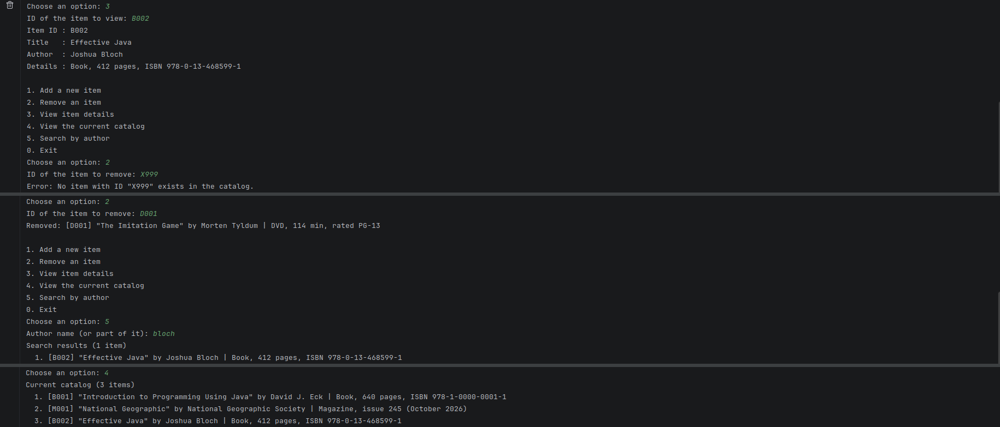 Choose an option: 3
ID of the item to view: B002
Item ID : B002
Title   : Effective Java
Author  : Joshua Bloch
Details : Book, 412 pages, ISBN 978-0-13-468599-1

1. Add a new item
2. Remove an item
3. View item details
4. View the current catalog
5. Search by author
0. Exit
Choose an option: 2
ID of the item to remove: X999
Error: No item with ID "X999" exists in the catalog.
Choose an option: 2
ID of the item to remove: D001
Removed: [D001] "The Imitation Game" by Morten Tyldum | DVD, 114 min, rated PG-13

1. Add a new item
2. Remove an item
3. View item details
4. View the current catalog
5. Search by author
0. Exit
Choose an option: 5
Author name (or part of it): bloch
Search results (1 item)
  1. [B002] "Effective Java" by Joshua Bloch | Book, 412 pages, ISBN 978-0-13-468599-1
Choose an option: 4
Current catalog (3 items)
  1. [B001] "Introduction to Programming Using Java" by David J. Eck | Book, 640 pages, ISBN 978-1-0000-0001-1
  2. [M001] "National Geographic" by National Geographic Society | Magazine, issue 245 (October 2026)
  3. [B002] "Effective Java" by Joshua Bloch | Book, 412 pages, ISBN 978-0-13-468599-1